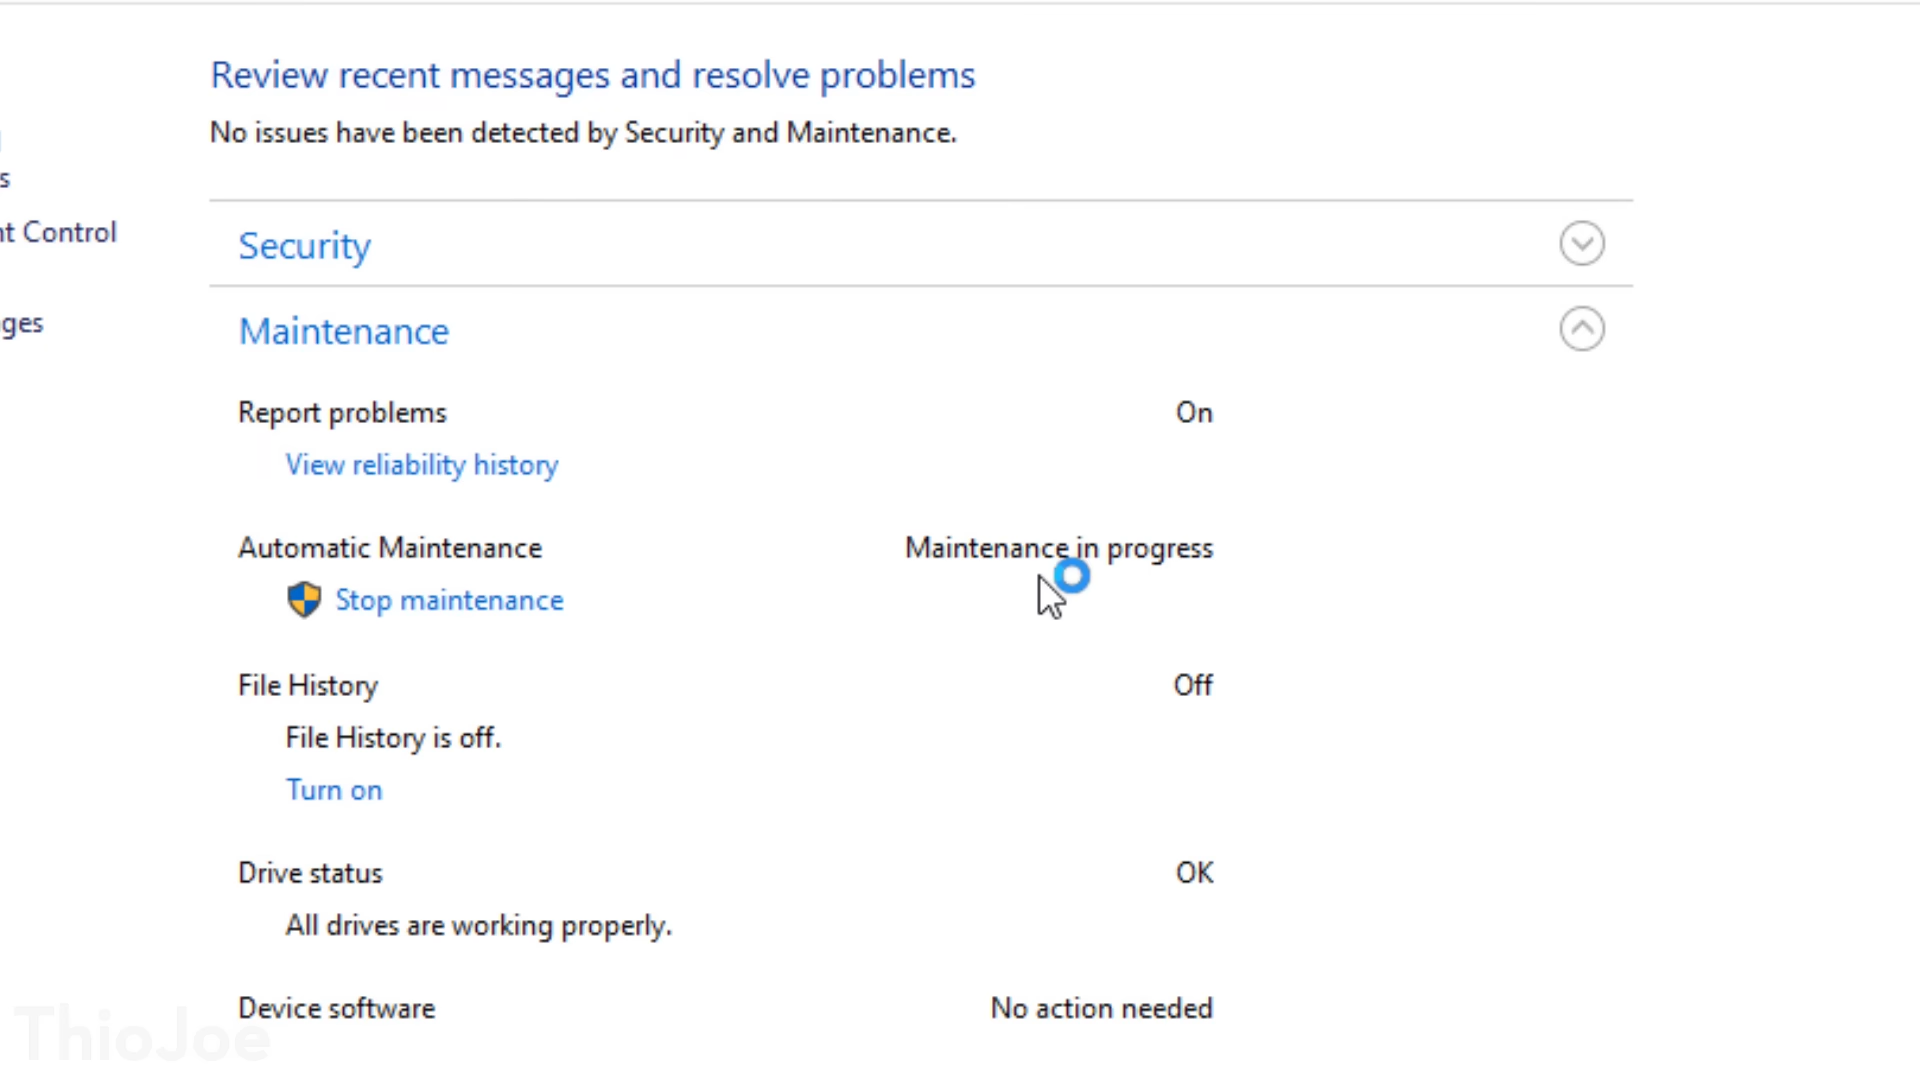 Review recent messages and resolve problems
No issues have been detected by Security and Maintenance.
s
nt Control
Security
ges
Maintenance
Report problems On
View reliability history
Automatic Maintenance Maintenance in progress
Stop maintenance
File History Off
File History is off.
Turn on
Drive status OK
All drives are working properly.
Device software No action needed
ThioJoe